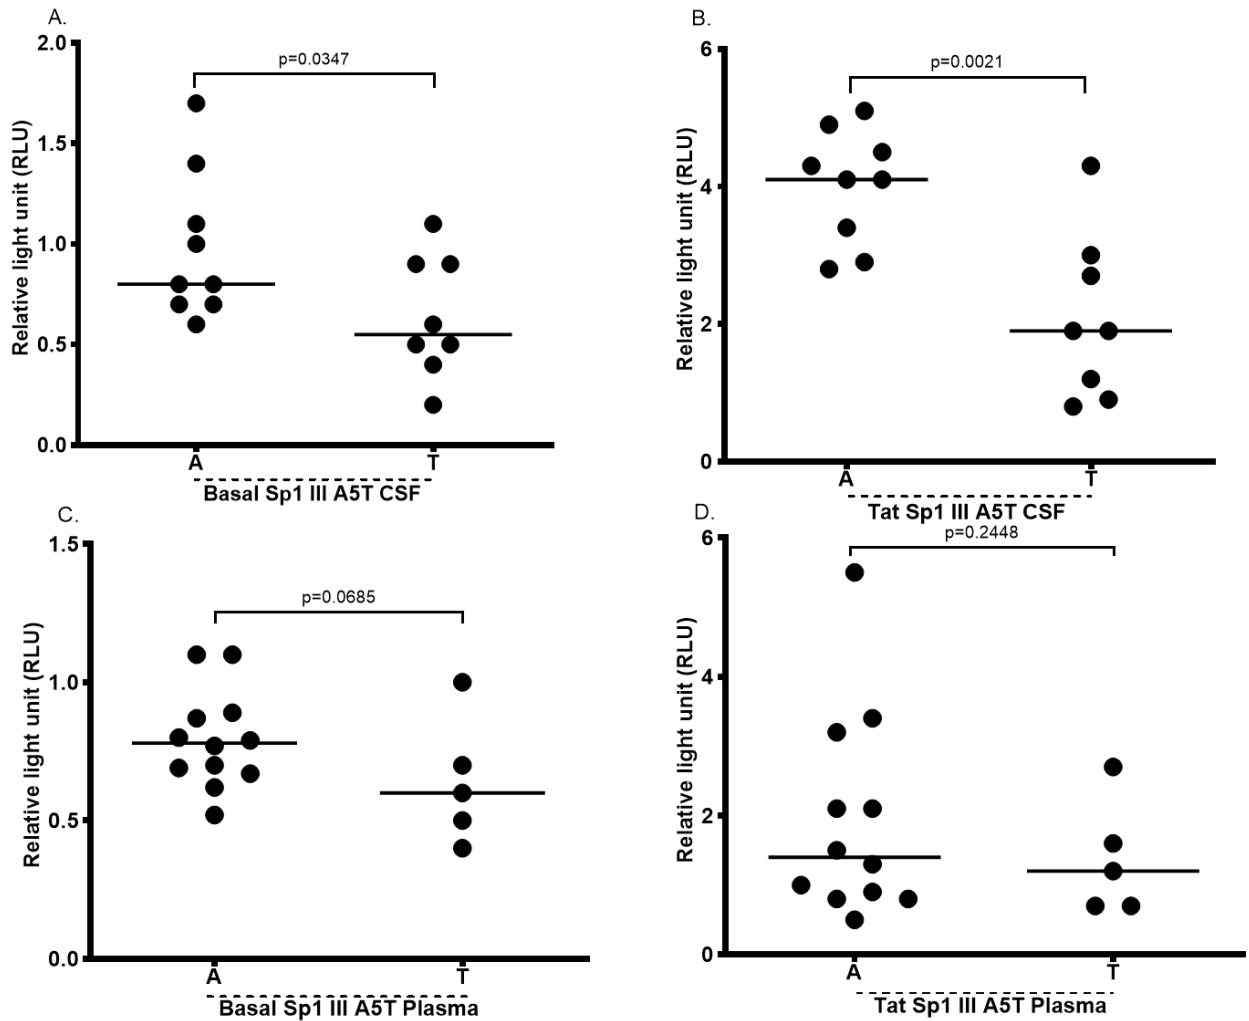 A.
2.0
1.5
1.0
0.5
0.0
Relative light unit (RLU)
p=0.0347
A
T
Basal Sp1 III A5T CSF
B.
6
4
2
0
Relative light unit (RLU)
p=0.0021
A
T
Tat Sp1 III A5T CSF
C.
1.5
1.0
0.5
0.0
Relative light unit (RLU)
p=0.0685
A
T
Basal Sp1 III A5T Plasma
D.
6
4
2
0
Relative light unit (RLU)
p=0.2448
A
T
Tat Sp1 III A5T Plasma